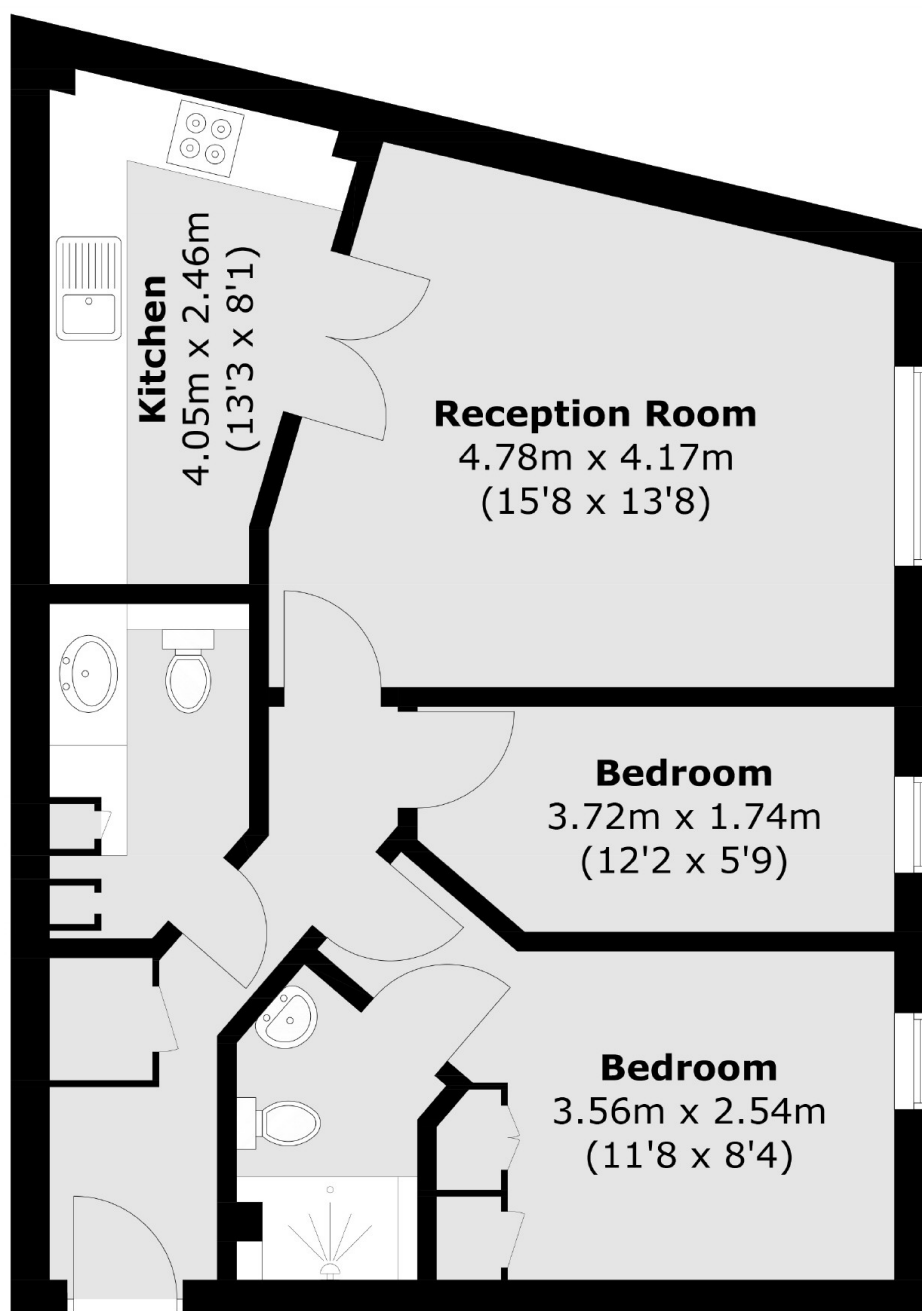 Kitchen
4.05m x 2.46m
(13'3 x 8'1)
Reception Room
4.78m x 4.17m
(15'8 x 13'8)
Bedroom
3.72m x 1.74m
(12'2 x 5'9)
Bedroom
3.56m x 2.54m
(11'8 x 8'4)